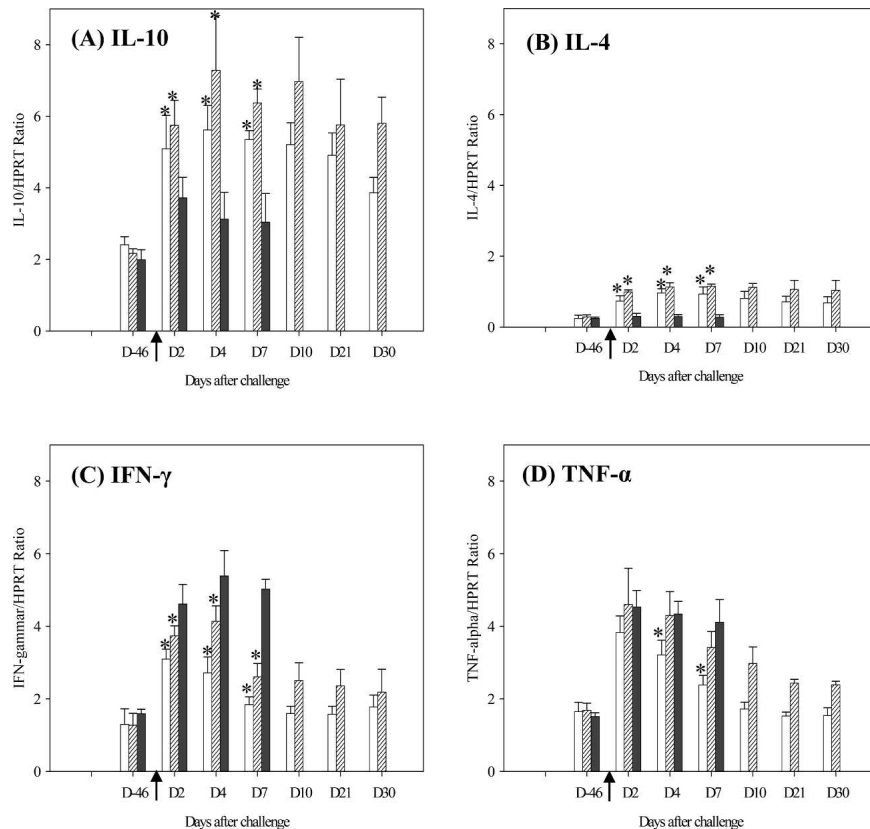 (A) IL-10
IL-10/HPRT Ratio
8
6
4
2
0
* * * * * *
D-46 D2 D4 D7 D10 D21 D30
Days after challenge
(B) IL-4
IL-4/HPRT Ratio
8
6
4
2
0
* * * * * *
D-46 D2 D4 D7 D10 D21 D30
Days after challenge
(C) IFN-γ
IFN-gammar/HPRT Ratio
8
6
4
2
0
* * * * * *
D-46 D2 D4 D7 D10 D21 D30
Days after challenge
(D) TNF-α
TNF-alpha/HPRT Ratio
8
6
4
2
0
* *
D-46 D2 D4 D7 D10 D21 D30
Days after challenge